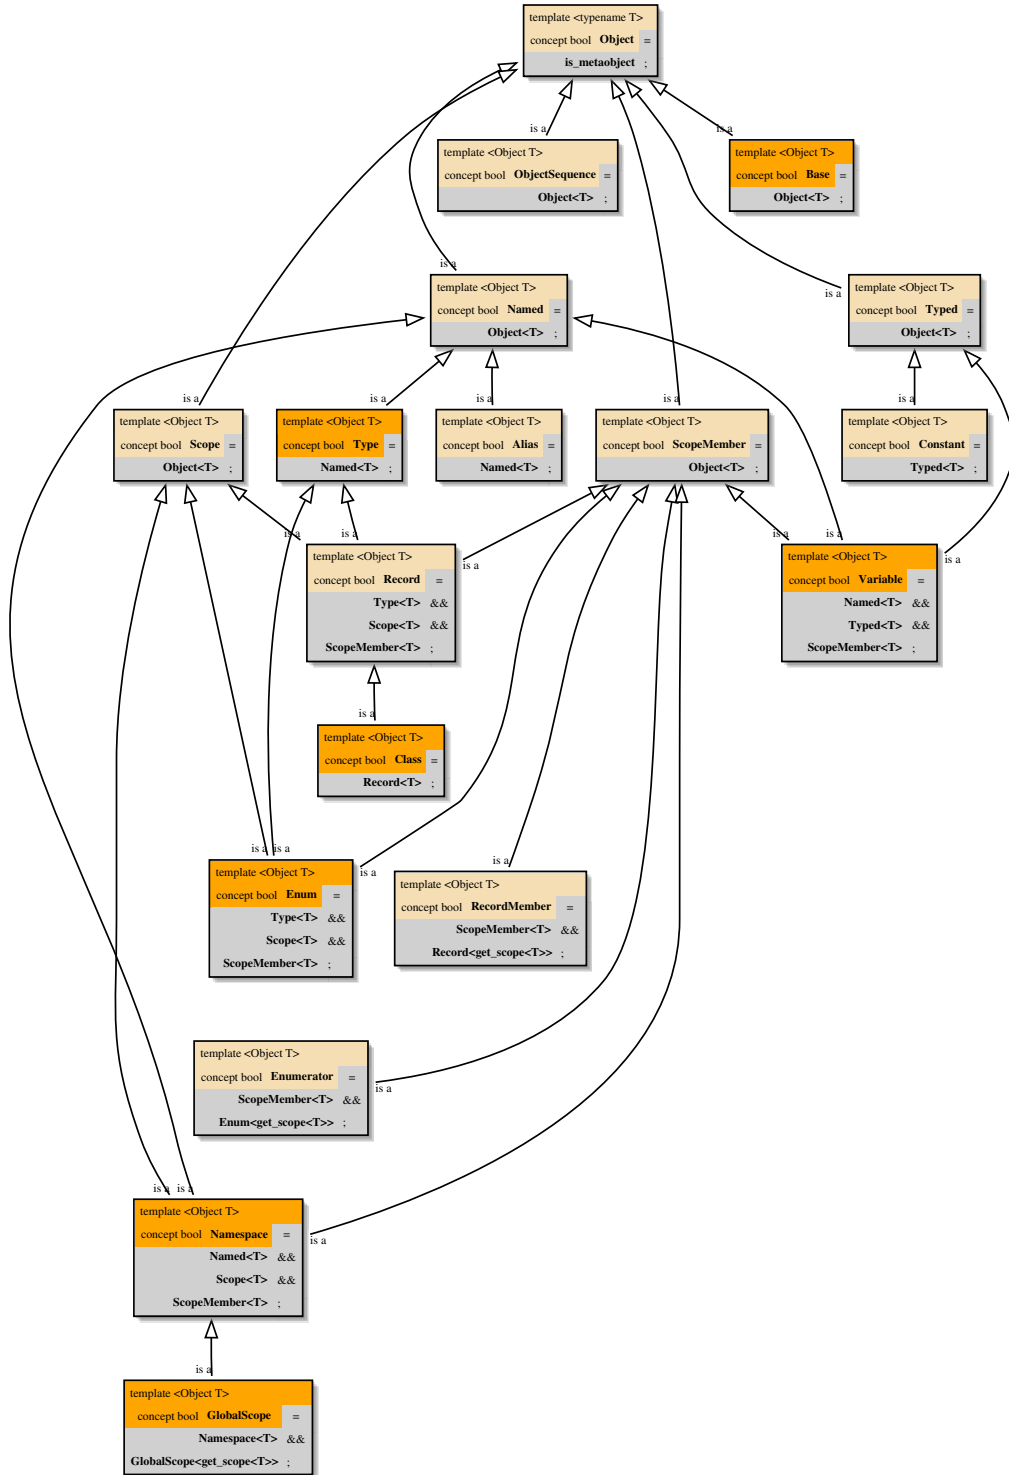 template <typename T>
concept bool Object =
is_metaobject ;
is a
is a
template <Object T>
concept bool ObjectSequence =
Object<T> ;
template <Object T>
concept bool Base =
Object<T> ;
is a
is a
template <Object T>
concept bool Named =
Object<T> ;
template <Object T>
concept bool Typed =
Object<T> ;
is a
is a
is a
is a
is a
template <Object T>
concept bool Scope =
Object<T> ;
template <Object T>
concept bool Type =
Named<T> ;
template <Object T>
concept bool Alias =
Named<T> ;
template <Object T>
concept bool ScopeMember =
Object<T> ;
template <Object T>
concept bool Constant =
Typed<T> ;
is a
is a
is a
is a
is a
is a
template <Object T>
concept bool Record =
Type<T> &&
Scope<T> &&
ScopeMember<T> ;
template <Object T>
concept bool Variable =
Named<T> &&
Typed<T> &&
ScopeMember<T> ;
is a
template <Object T>
concept bool Class =
Record<T> ;
is a
is a
is a
is a
template <Object T>
concept bool Enum =
Type<T> &&
Scope<T> &&
ScopeMember<T> ;
template <Object T>
concept bool RecordMember =
ScopeMember<T> &&
Record<get_scope<T>> ;
template <Object T>
concept bool Enumerator =
ScopeMember<T> &&
Enum<get_scope<T>> ;
is a
is a
is a
is a
template <Object T>
concept bool Namespace =
Named<T> &&
Scope<T> &&
ScopeMember<T> ;
is a
template <Object T>
concept bool GlobalScope =
Namespace<T> &&
GlobalScope<get_scope<T>> ;